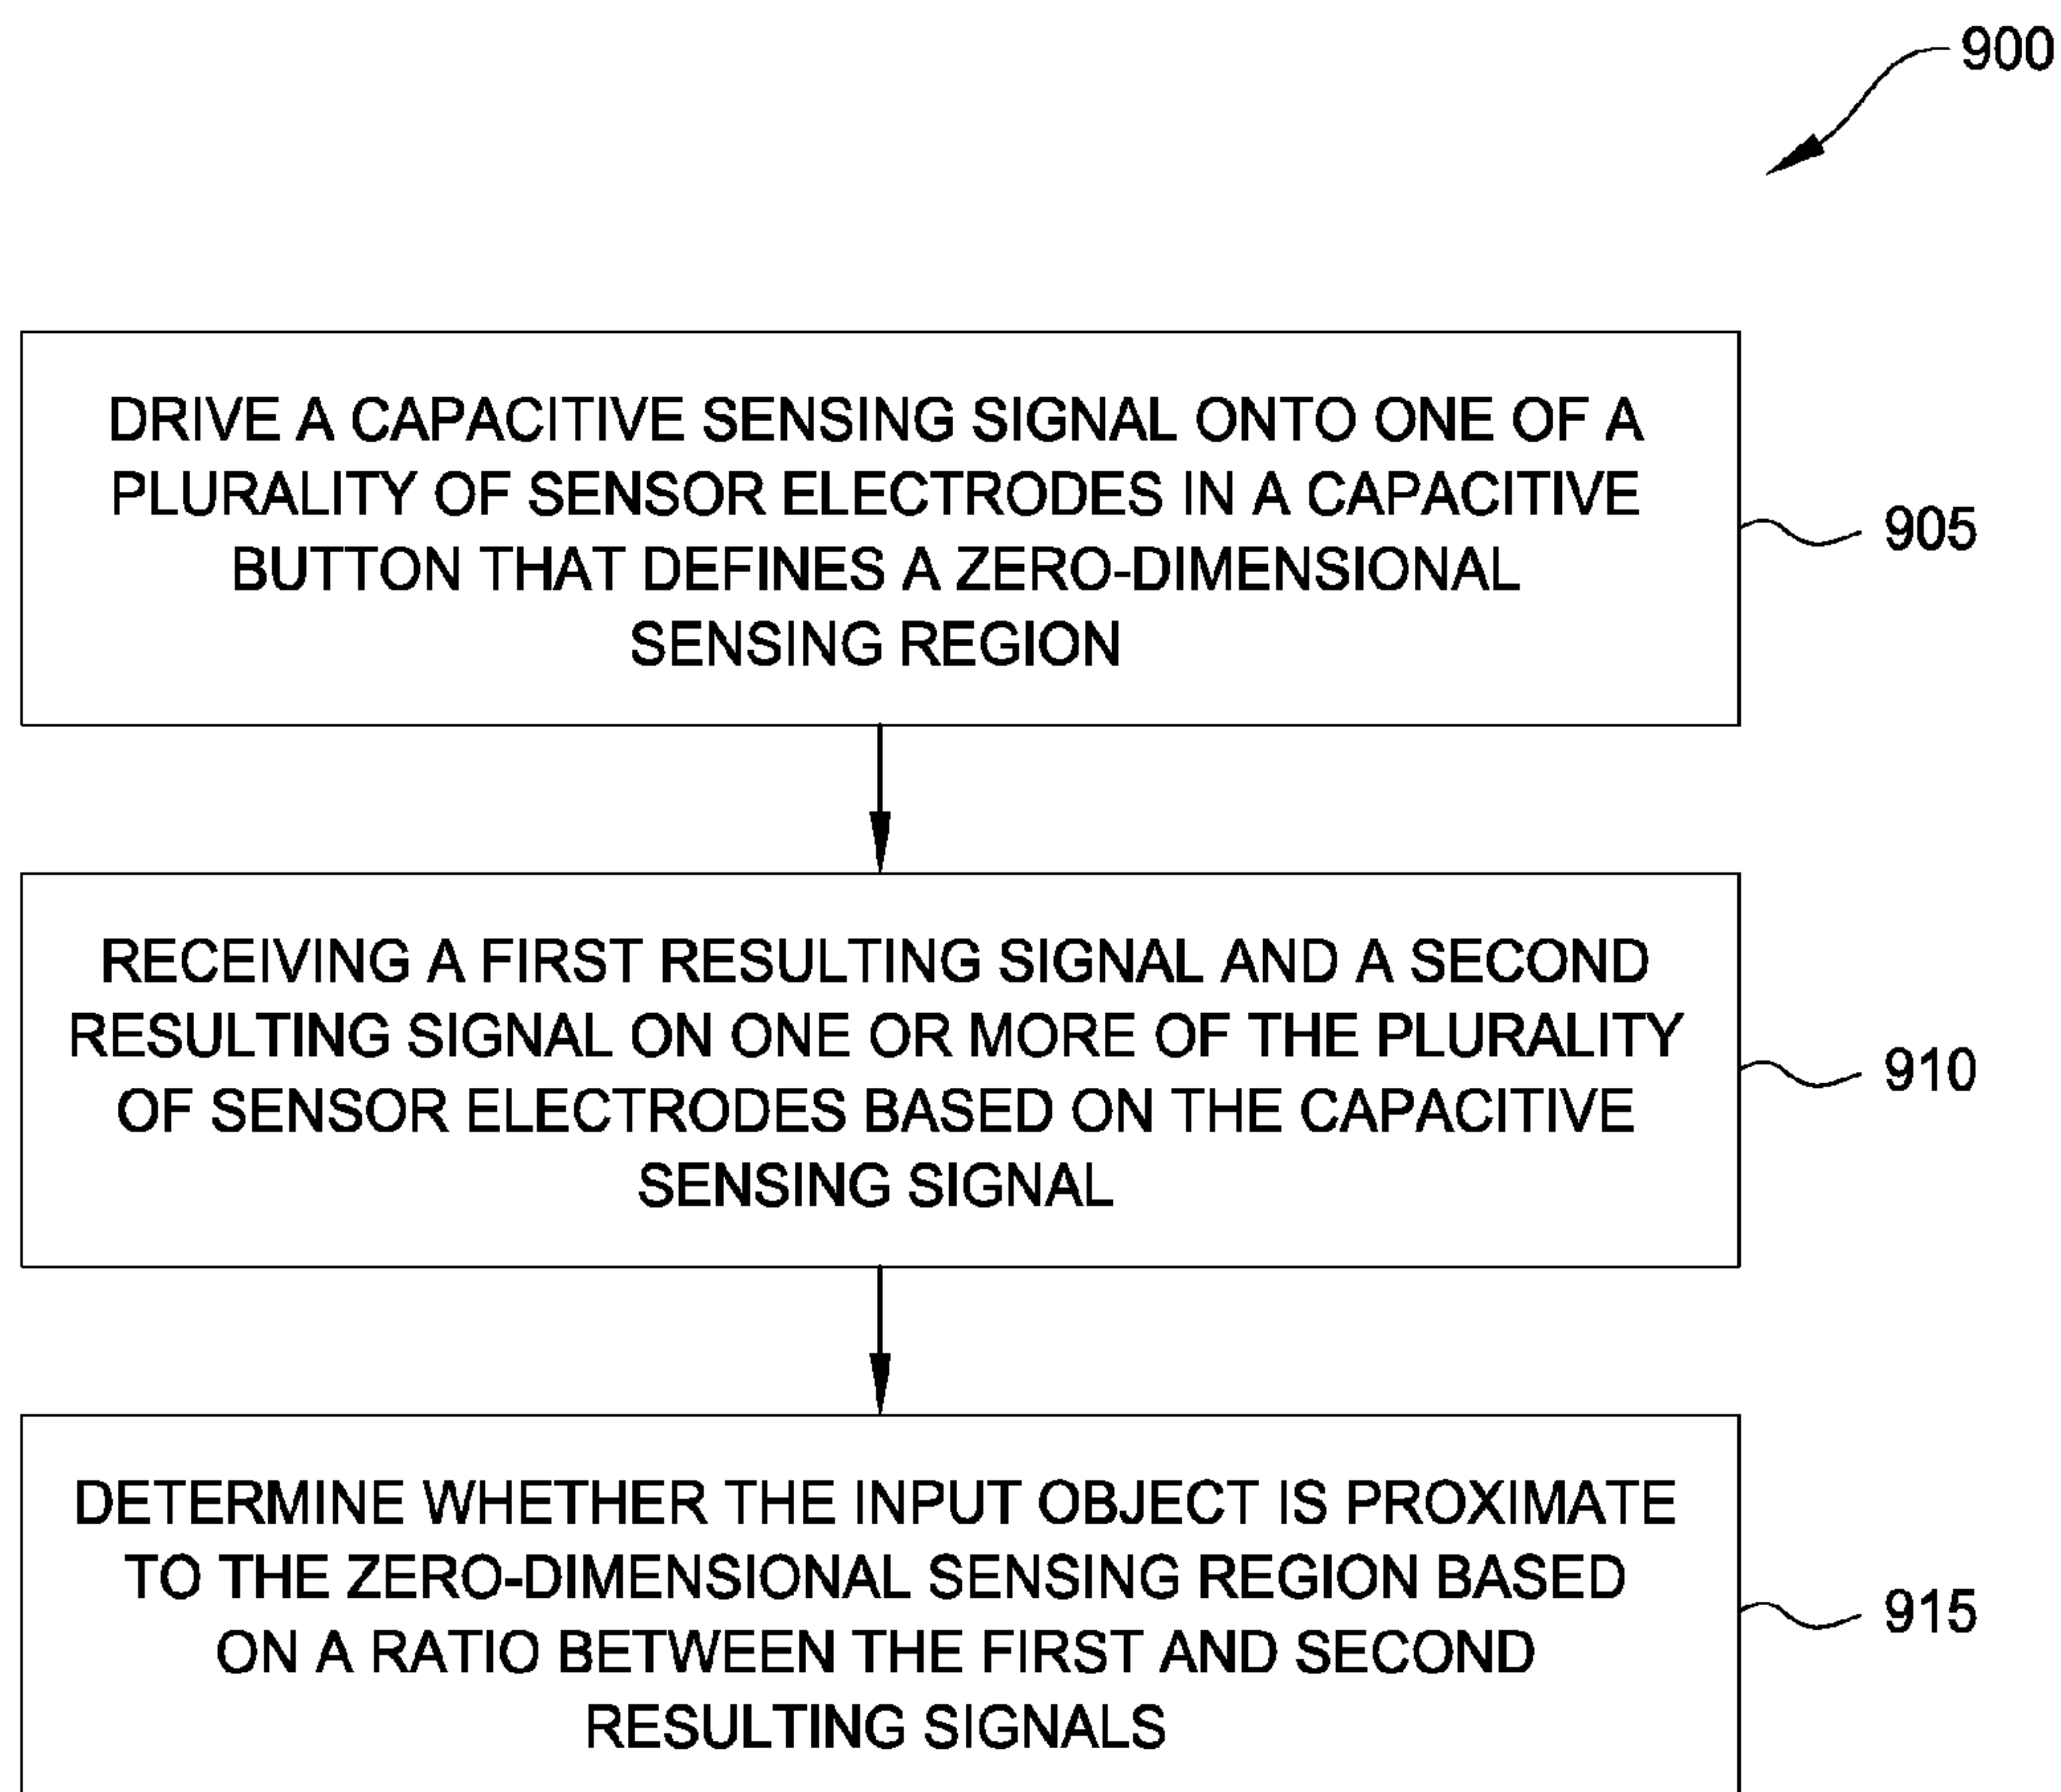 900
DRIVE A CAPACITIVE SENSING SIGNAL ONTO ONE OF A
PLURALITY OF SENSOR ELECTRODES IN A CAPACITIVE
BUTTON THAT DEFINES A ZERO-DIMENSIONAL
SENSING REGION
905
RECEIVING A FIRST RESULTING SIGNAL AND A SECOND
RESULTING SIGNAL ON ONE OR MORE OF THE PLURALITY
OF SENSOR ELECTRODES BASED ON THE CAPACITIVE
SENSING SIGNAL
910
DETERMINE WHETHER THE INPUT OBJECT IS PROXIMATE
TO THE ZERO-DIMENSIONAL SENSING REGION BASED
ON A RATIO BETWEEN THE FIRST AND SECOND
RESULTING SIGNALS
915